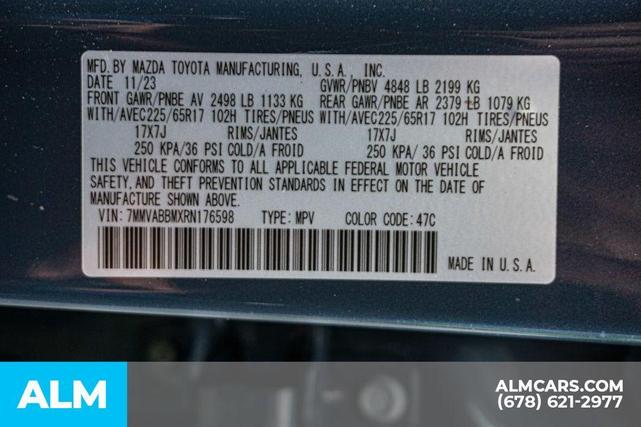 MFD. BY MAZDA TOYOTA MANUFACTURING, U.S.A., INC.
DATE 11/23 GVWR/PNBV 4848 LB 2199 KG
FRONT GAWR/PNBE AV 2498 LB 1133 KG REAR GAWR/PNBE AR 2379 LB 1079 KG
WITH/AVEC225/65R17 102H TIRES/PNEUS WITH/AVEC225/65R17 102H TIRES/PNEUS
17X7J RIMS/JANTES 17X7J RIMS/JANTES
250 KPA/36 PSI COLD/A FROID 250 KPA/ 36 PSI COLD/A FROID
THIS VEHICLE CONFORMS TO ALL APPLICABLE FEDERAL MOTOR VEHICLE
SAFETY, AND THEFT PREVENTION STANDARDS IN EFFECT ON THE DATE OF
MANUFACTURE SHOWN ABOVE.
VIN: 7MMVABBMXRN176598 TYPE: MPV COLOR CODE: 47C
MADE IN U.S.A.
ALM
ALMCARS.COM
(678) 621-2977